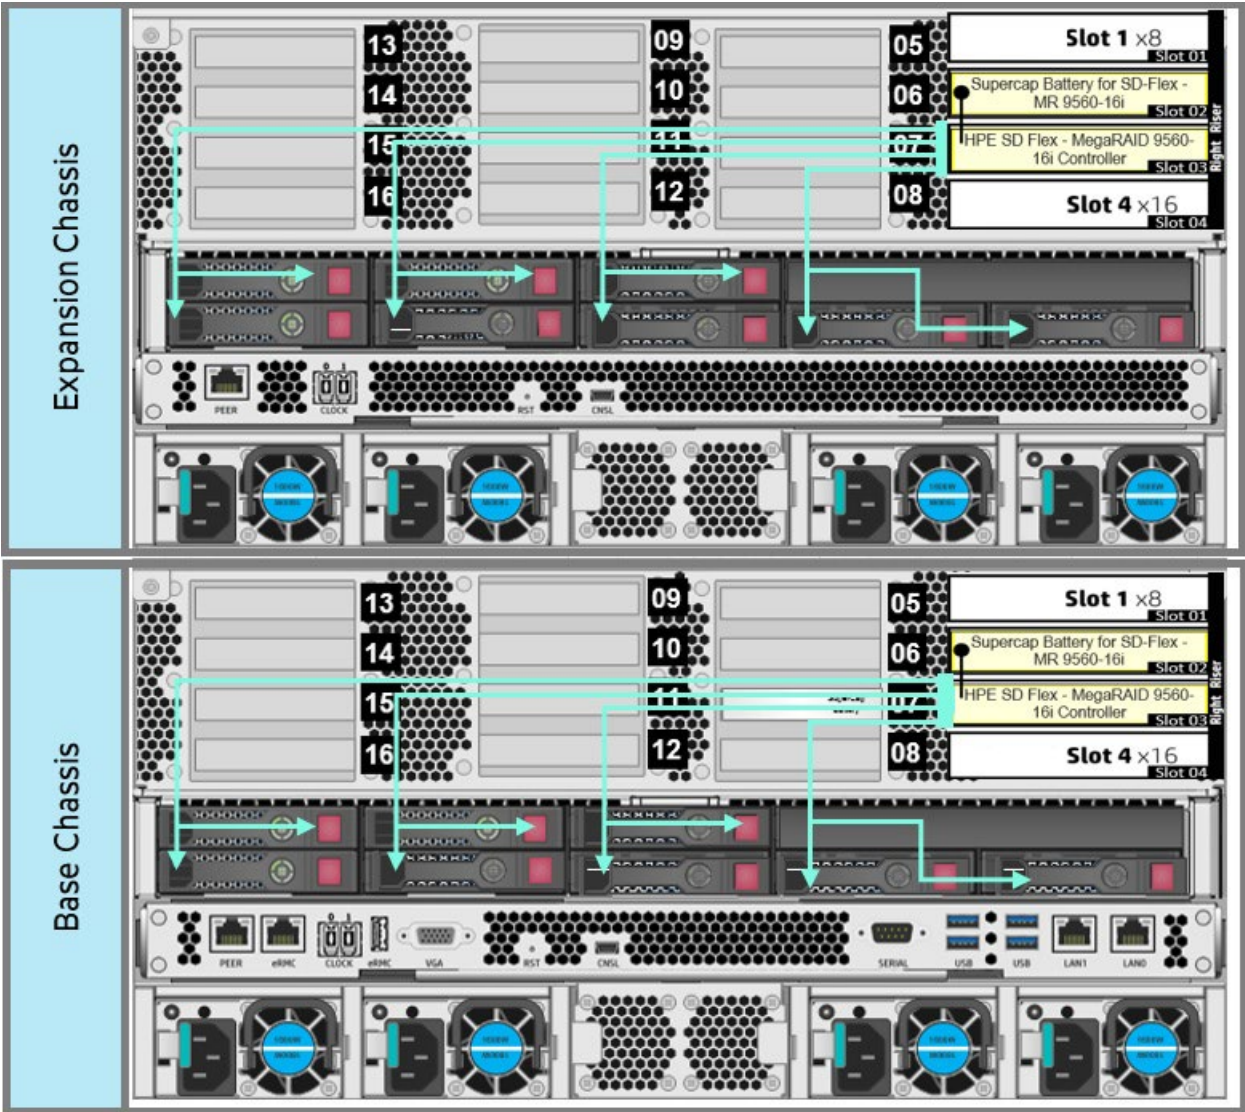 Expansion Chassis
13
09
05
Slot 1 x8
Slot 01
14
10
06
Supercap Battery for SD-Flex -
MR 9560-16i
Slot 02
15
11
07
HPE SD Flex - MegaRAID 9560-
16i Controller
Slot 03
16
12
08
Slot 4 x16
Slot 04
Right Riser
0 1
PEER
CLOCK
RST
CNSL
Base Chassis
13
09
05
Slot 1 x8
Slot 01
14
10
06
Supercap Battery for SD-Flex -
MR 9560-16i
Slot 02
15
11
07
HPE SD Flex - MegaRAID 9560-
16i Controller
Slot 03
16
12
08
Slot 4 x16
Slot 04
Right Riser
0 1
PEER
eRMC
CLOCK
eRMC
VGA
RST
CNSL
SERIAL
USB
USB
LAN1
LAN0